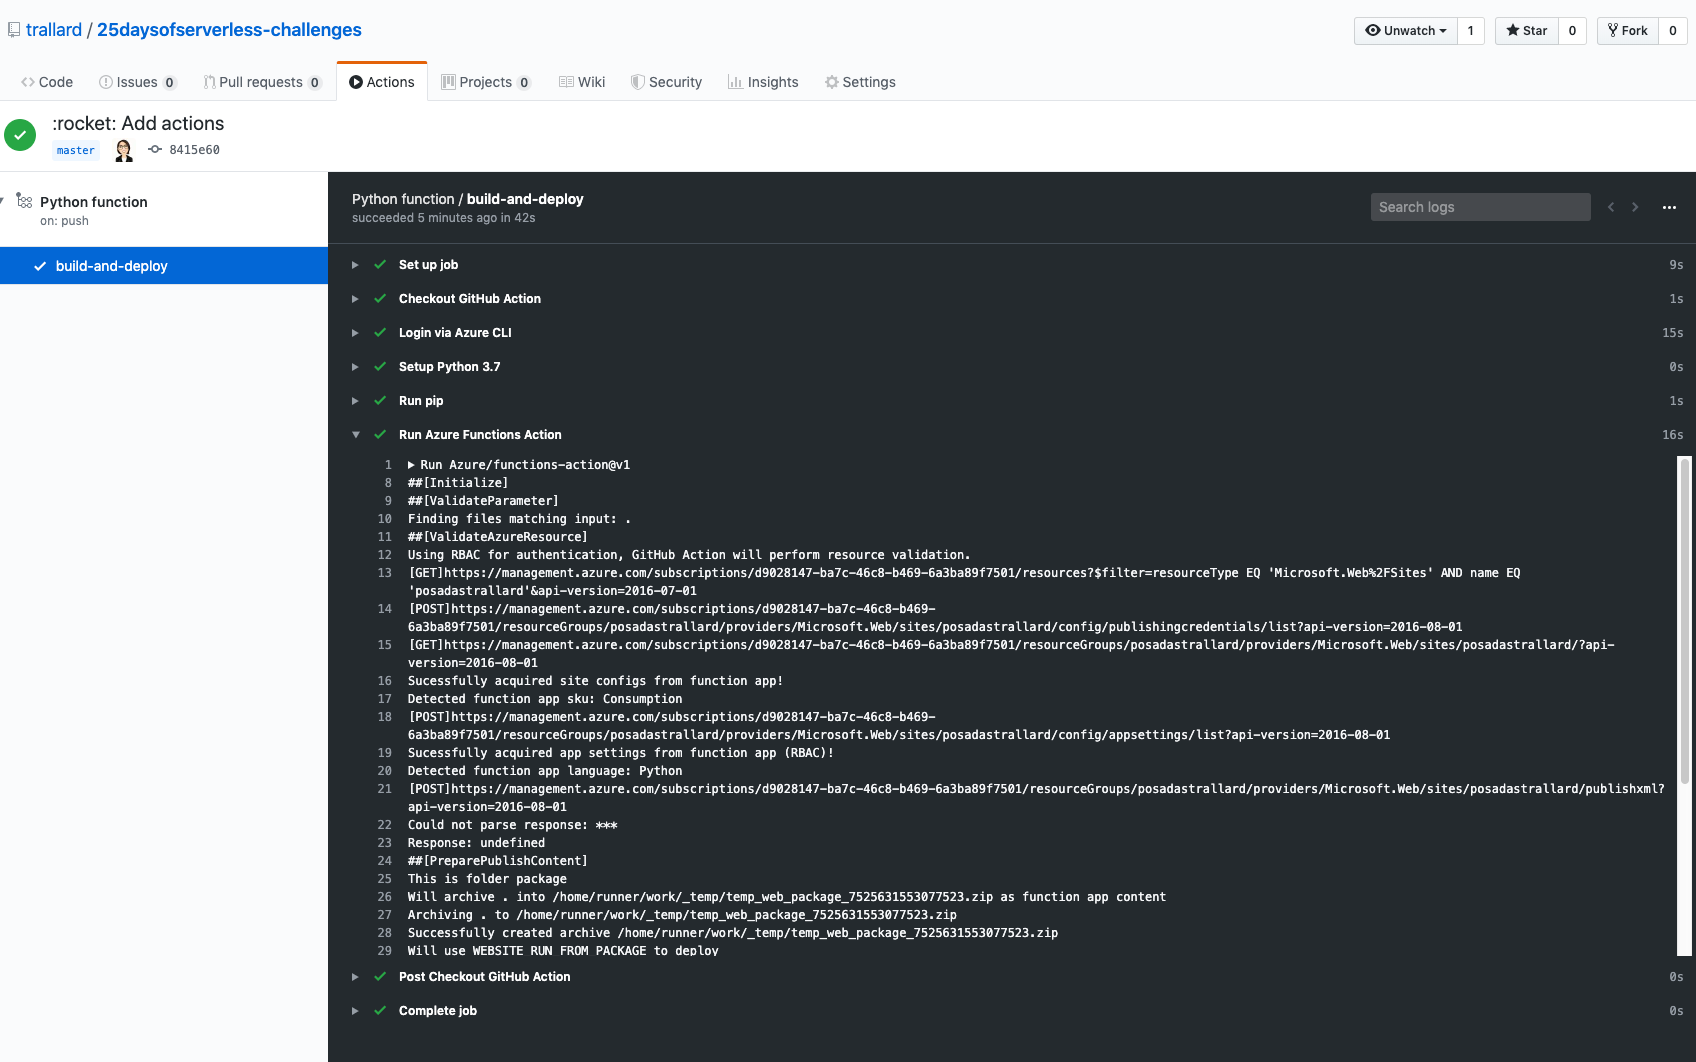 trallard / 25daysofserverless-challenges
Unwatch 1 Star 0 Fork 0
Code Issues 0 Pull requests 0 Actions Projects 0 Wiki Security Insights Settings
:rocket: Add actions
master 8415e60
Python function
on: push
build-and-deploy
Python function / build-and-deploy
succeeded 5 minutes ago in 42s
Search logs
Set up job 9s
Checkout GitHub Action 1s
Login via Azure CLI 15s
Setup Python 3.7 0s
Run pip 1s
Run Azure Functions Action 16s
1 Run Azure/functions-action@v1
8 ##[Initialize]
9 ##[ValidateParameter]
10 Finding files matching input: .
11 ##[ValidateAzureResource]
12 Using RBAC for authentication, GitHub Action will perform resource validation.
13 [GET]https://management.azure.com/subscriptions/d9028147-ba7c-46c8-b469-6a3ba89f7501/resources?$filter=resourceType EQ 'Microsoft.Web%2FSites' AND name EQ
'posadastrallard'&api-version=2016-07-01
14 [POST]https://management.azure.com/subscriptions/d9028147-ba7c-46c8-b469-
6a3ba89f7501/resourceGroups/posadastrallard/providers/Microsoft.Web/sites/posadastrallard/config/publishingcredentials/list?api-version=2016-08-01
15 [GET]https://management.azure.com/subscriptions/d9028147-ba7c-46c8-b469-6a3ba89f7501/resourceGroups/posadastrallard/providers/Microsoft.Web/sites/posadastrallard/?api-
version=2016-08-01
16 Sucessfully acquired site configs from function app!
17 Detected function app sku: Consumption
18 [POST]https://management.azure.com/subscriptions/d9028147-ba7c-46c8-b469-
6a3ba89f7501/resourceGroups/posadastrallard/providers/Microsoft.Web/sites/posadastrallard/config/appsettings/list?api-version=2016-08-01
19 Sucessfully acquired app settings from function app (RBAC)!
20 Detected function app language: Python
21 [POST]https://management.azure.com/subscriptions/d9028147-ba7c-46c8-b469-6a3ba89f7501/resourceGroups/posadastrallard/providers/Microsoft.Web/sites/posadastrallard/publishxml?
api-version=2016-08-01
22 Could not parse response: ***
23 Response: undefined
24 ##[PreparePublishContent]
25 This is folder package
26 Will archive . into /home/runner/work/_temp/temp_web_package_7525631553077523.zip as function app content
27 Archiving . to /home/runner/work/_temp/temp_web_package_7525631553077523.zip
28 Successfully created archive /home/runner/work/_temp/temp_web_package_7525631553077523.zip
29 Will use WEBSITE_RUN_FROM_PACKAGE to deploy
Post Checkout GitHub Action 0s
Complete job 0s